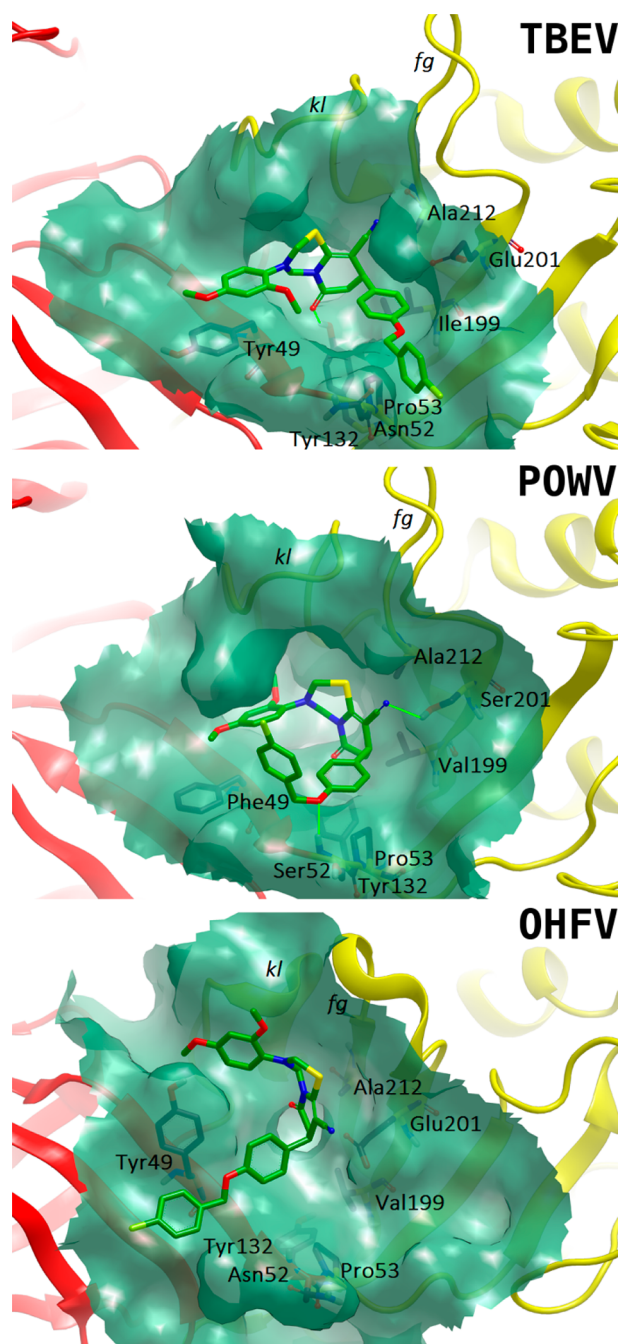 TBEV
fg
kl
Ala212
Glu201
Ile199
Tyr49
Pro53
Asn52
Tyr132
POWV
fg
kl
Ala212
Ser201
Val199
Phe49
Pro53
Ser52
Tyr132
OHFV
kl
fg
Ala212
Glu201
Tyr49
Val199
Tyr132
Asn52
Pro53